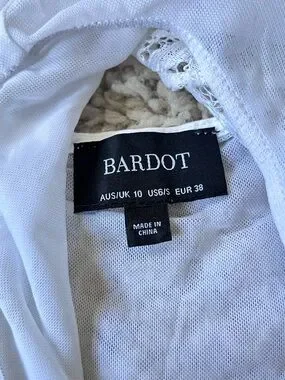 BARDOT
AUS/UK 10 US6/S EUR 38
MADE IN
CHINA